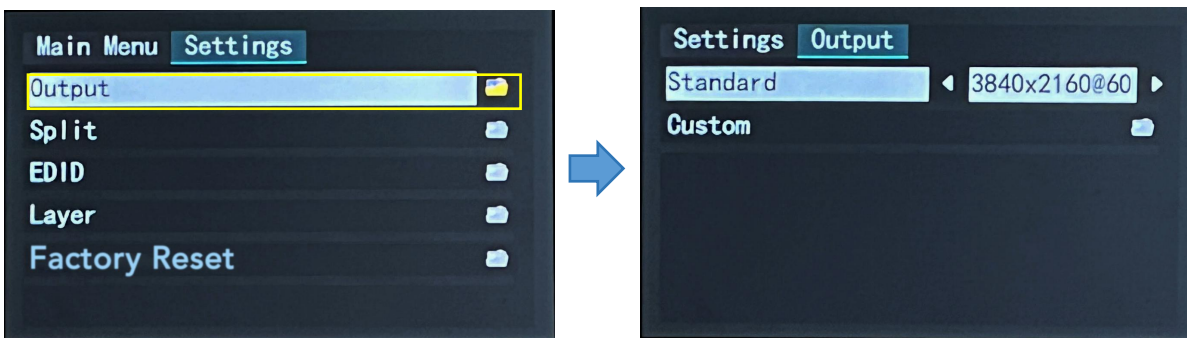 Main Menu Settings
Output
Split
EDID
Layer
Factory Reset
Settings Output
Standard 3840x2160@60
Custom